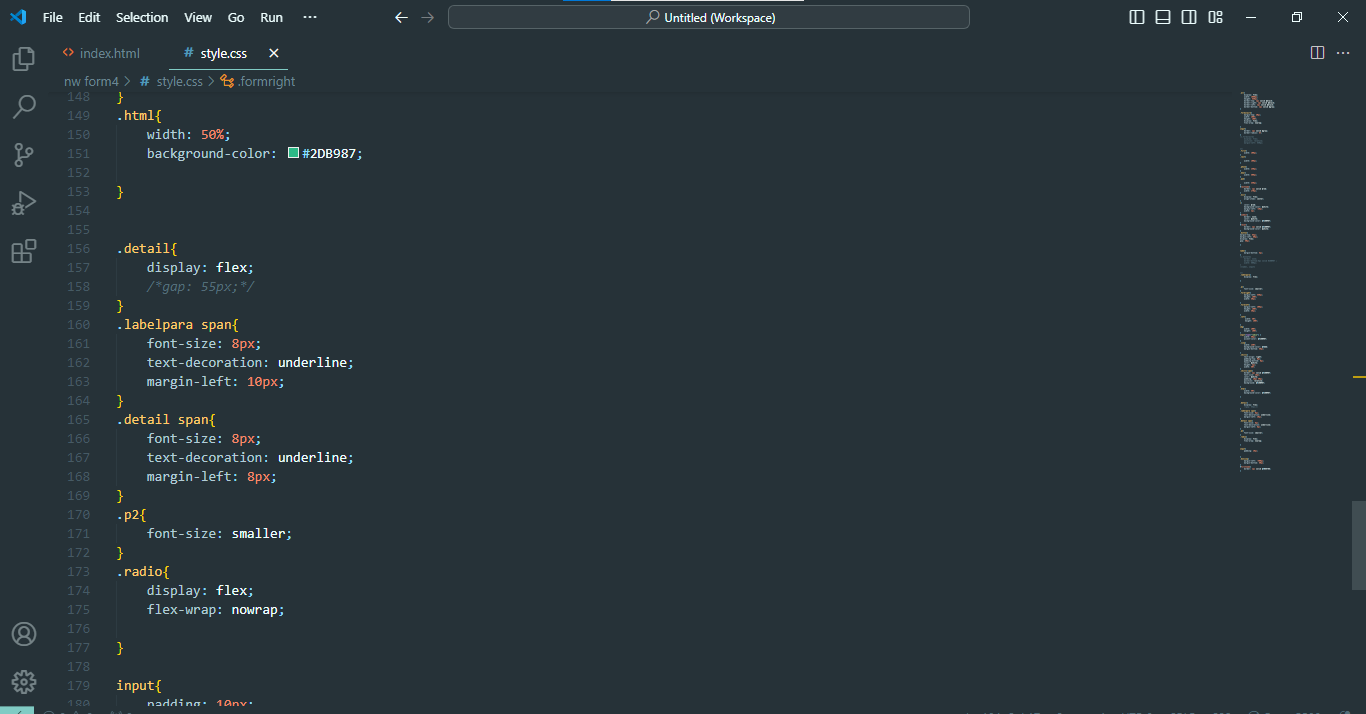 File Edit Selection View Go Run ···
Untitled (Workspace)
index.html
# style.css
nw form4 > # style.css > .formright
148 }
149 .html{
150 width: 50%;
151 background-color: #2DB987;
152
153 }
154
155
156 .detail{
157 display: flex;
158 /*gap: 55px;*/
159 }
160 .labelpara span{
161 font-size: 8px;
162 text-decoration: underline;
163 margin-left: 10px;
164 }
165 .detail span{
166 font-size: 8px;
167 text-decoration: underline;
168 margin-left: 8px;
169 }
170 .p2{
171 font-size: smaller;
172 }
173 .radio{
174 display: flex;
175 flex-wrap: nowrap;
176
177 }
178
179 input{
180 padding: 10px;